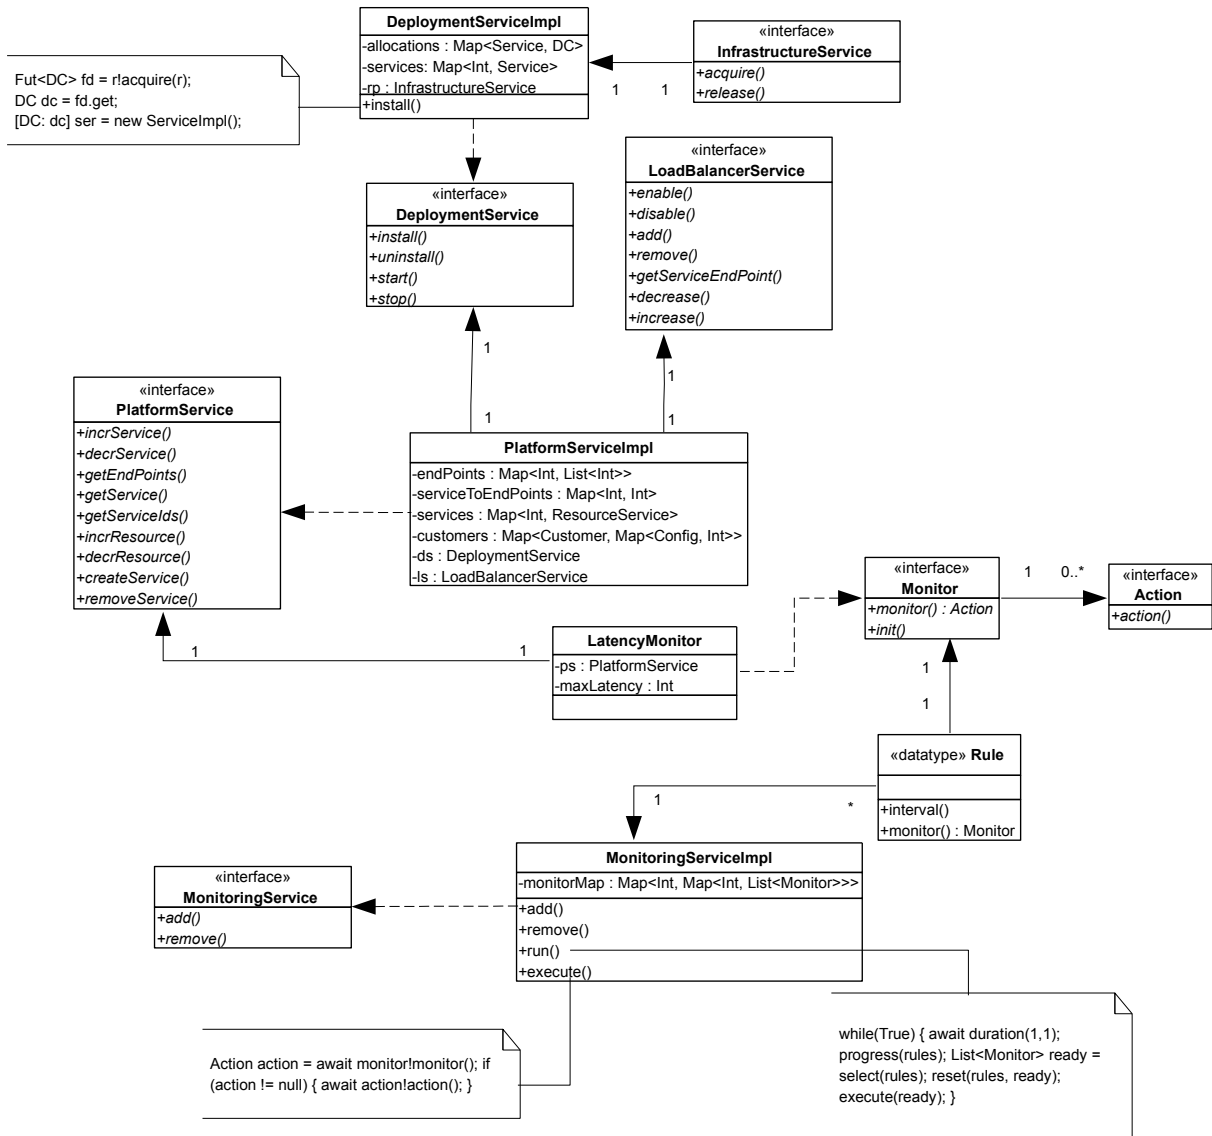 DeploymentServiceImpl
-allocations : Map<Service, DC>
-services: Map<Int, Service>
-rp : InfrastructureService
+install()
«interface»
InfrastructureService
+acquire()
+release()
1
1
Fut<DC> fd = r!acquire(r);
DC dc = fd.get;
[DC: dc] ser = new ServiceImpl();
«interface»
LoadBalancerService
+enable()
+disable()
+add()
+remove()
+getServiceEndPoint()
+decrease()
+increase()
«interface»
DeploymentService
+install()
+uninstall()
+start()
+stop()
1
1
1
1
«interface»
PlatformService
+incrService()
+decrService()
+getEndPoints()
+getService()
+getServiceIds()
+incrResource()
+decrResource()
+createService()
+removeService()
PlatformServiceImpl
-endPoints : Map<Int, List<Int>>
-serviceToEndPoints : Map<Int, Int>
-services : Map<Int, ResourceService>
-customers : Map<Customer, Map<Config, Int>>
-ds : DeploymentService
-ls : LoadBalancerService
«interface»
Monitor
+monitor() : Action
+init()
1
0..*
«interface»
Action
+action()
LatencyMonitor
-ps : PlatformService
-maxLatency : Int
1
1
1
1
«datatype» Rule
+interval()
+monitor() : Monitor
1
*
MonitoringServiceImpl
-monitorMap : Map<Int, Map<Int, List<Monitor>>>
+add()
+remove()
+run()
+execute()
«interface»
MonitoringService
+add()
+remove()
Action action = await monitor!monitor(); if
(action != null) { await action!action(); }
while(True) { await duration(1,1);
progress(rules); List<Monitor> ready =
select(rules); reset(rules, ready);
execute(ready); }